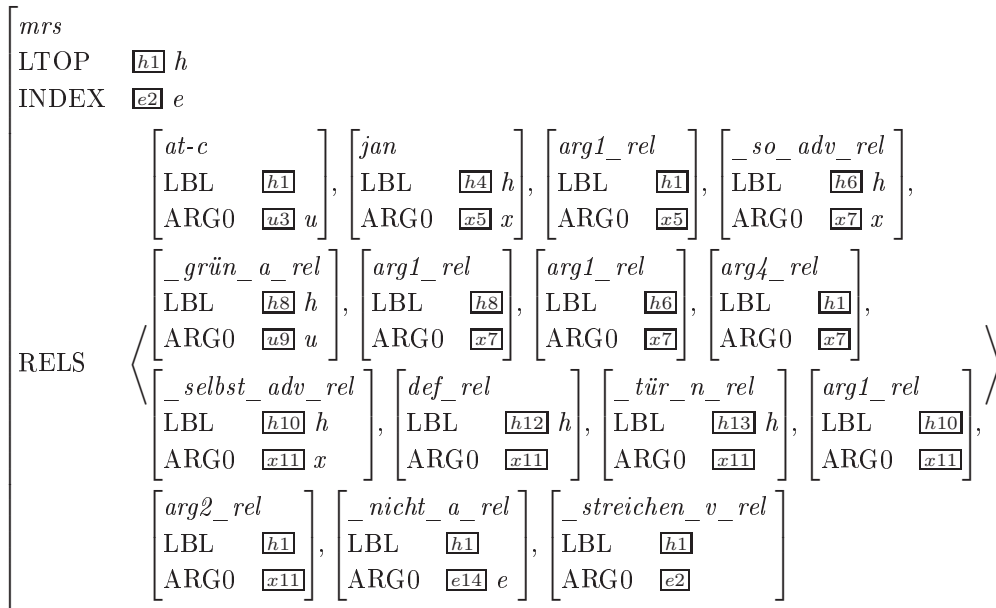 mrs
LTOP h1 h
INDEX e2 e
at-c jan arg1_rel _so_adv_rel
LBL h1 , LBL h4 h , LBL h1 , LBL h6 h ,
ARG0 u3 u ARG0 x5 x ARG0 x5 ARG0 x7 x
_grün_a_rel arg1_rel arg1_rel arg4_rel
LBL h8 h , LBL h8 , LBL h6 , LBL h1 ,
ARG0 u9 u ARG0 x7 ARG0 x7 ARG0 x7
RELS
_selbst_adv_rel def_rel _tür_n_rel arg1_rel
LBL h10 h , LBL h12 h , LBL h13 h , LBL h10 ,
ARG0 x11 x ARG0 x11 ARG0 x11 ARG0 x11
arg2_rel _nicht_a_rel _streichen_v_rel
LBL h1 , LBL h1 , LBL h1
ARG0 x11 ARG0 e14 e ARG0 e2